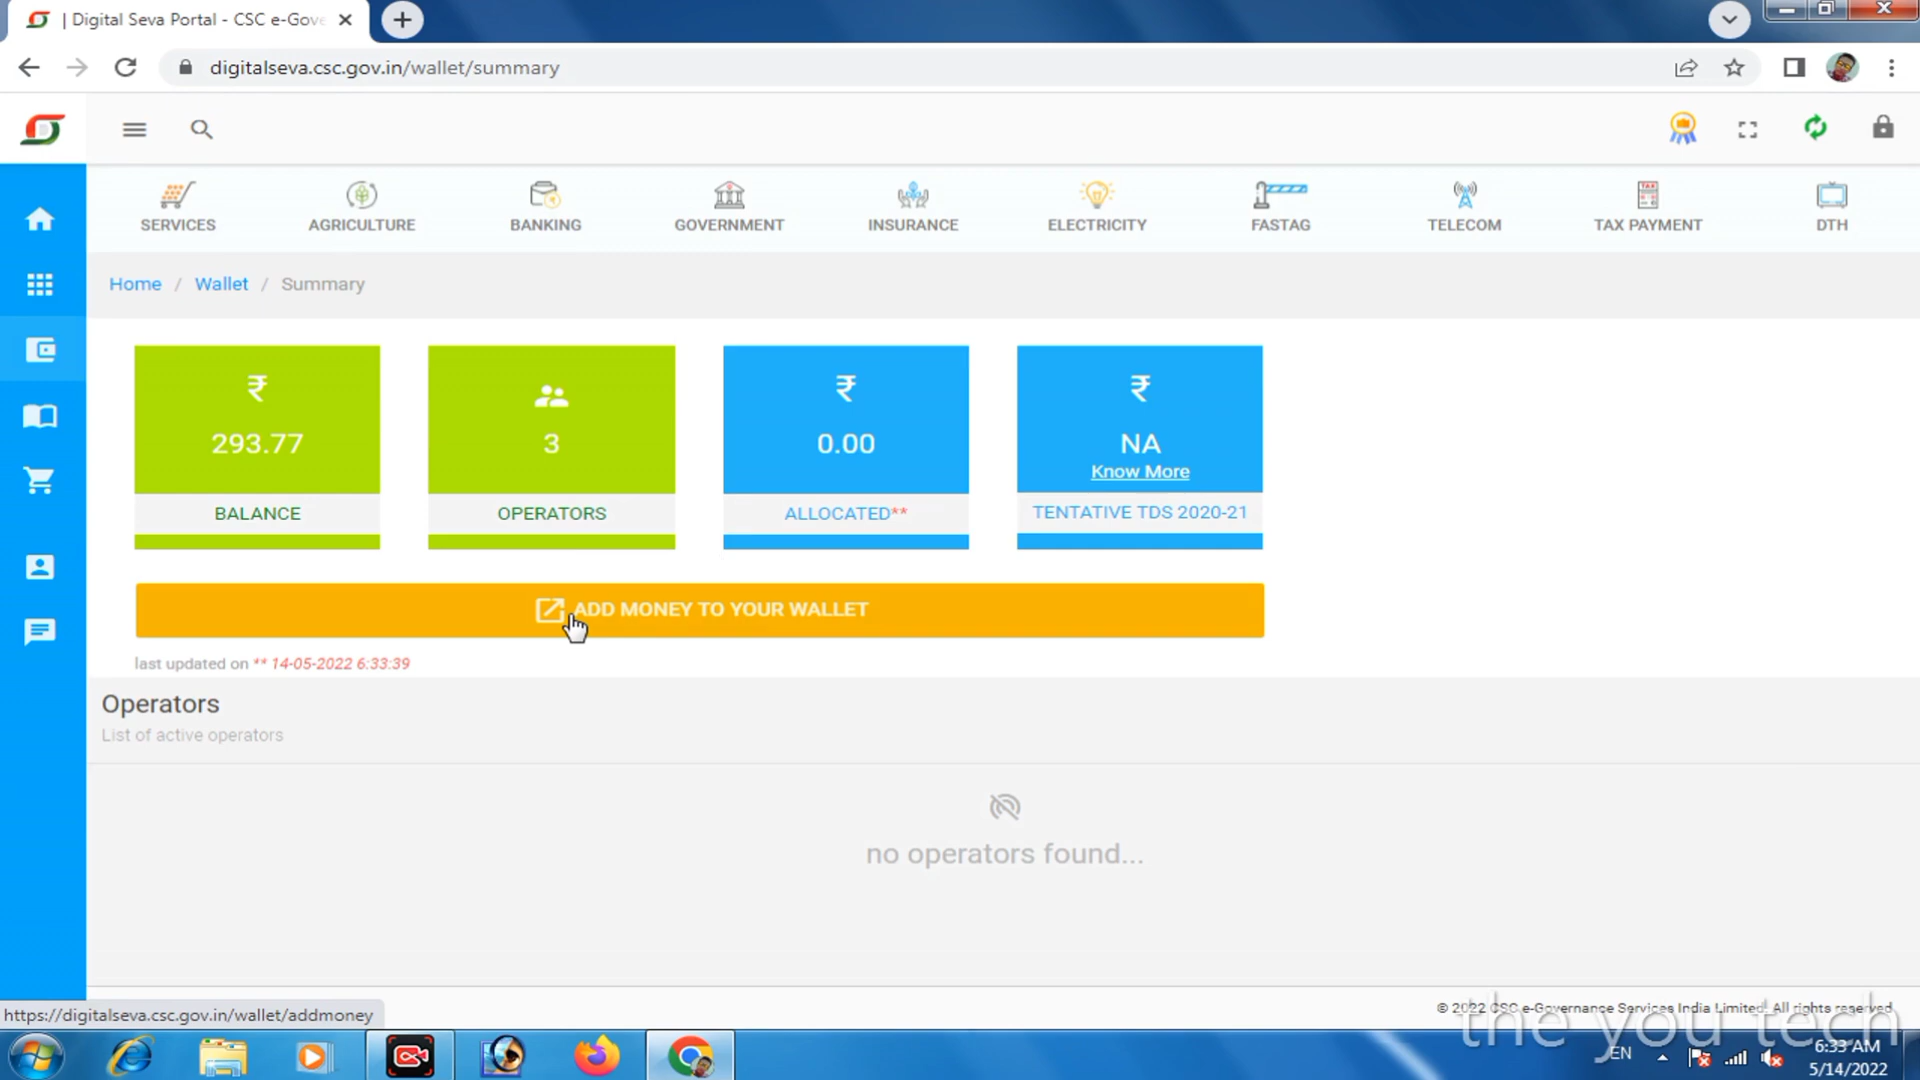 | Digital Seva Portal - CSC e-Gove
digitalseva.csc.gov.in/wallet/summary
SERVICES AGRICULTURE BANKING GOVERNMENT INSURANCE ELECTRICITY FASTAG TELECOM TAX PAYMENT DTH
Home / Wallet / Summary
₹ ₹ ₹
293.77 3 0.00 NA
Know More
BALANCE OPERATORS ALLOCATED** TENTATIVE TDS 2020-21
ADD MONEY TO YOUR WALLET
last updated on ** 14-05-2022 6:33:39
Operators
List of active operators
no operators found...
© 2022 CSC e-Governance Services India Limited. All rights reserved.
https://digitalseva.csc.gov.in/wallet/addmoney
the you tech
EN
6:33 AM
5/14/2022